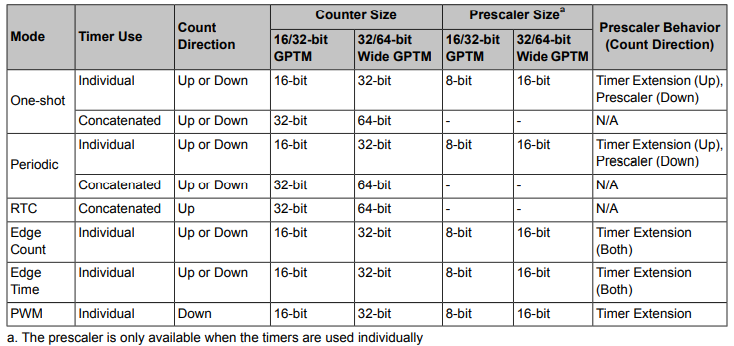 Mode Timer Use Count Direction Counter Size Prescaler Sizea Prescaler Behavior (Count Direction)
16/32-bit GPTM 32/64-bit Wide GPTM 16/32-bit GPTM 32/64-bit Wide GPTM
One-shot Individual Up or Down 16-bit 32-bit 8-bit 16-bit Timer Extension (Up), Prescaler (Down)
Concatenated Up or Down 32-bit 64-bit - - N/A
Periodic Individual Up or Down 16-bit 32-bit 8-bit 16-bit Timer Extension (Up), Prescaler (Down)
Concatenated Up or Down 32-bit 64-bit - - N/A
RTC Concatenated Up 32-bit 64-bit - - N/A
Edge Count Individual Up or Down 16-bit 32-bit 8-bit 16-bit Timer Extension (Both)
Edge Time Individual Up or Down 16-bit 32-bit 8-bit 16-bit Timer Extension (Both)
PWM Individual Down 16-bit 32-bit 8-bit 16-bit Timer Extension
a. The prescaler is only available when the timers are used individually